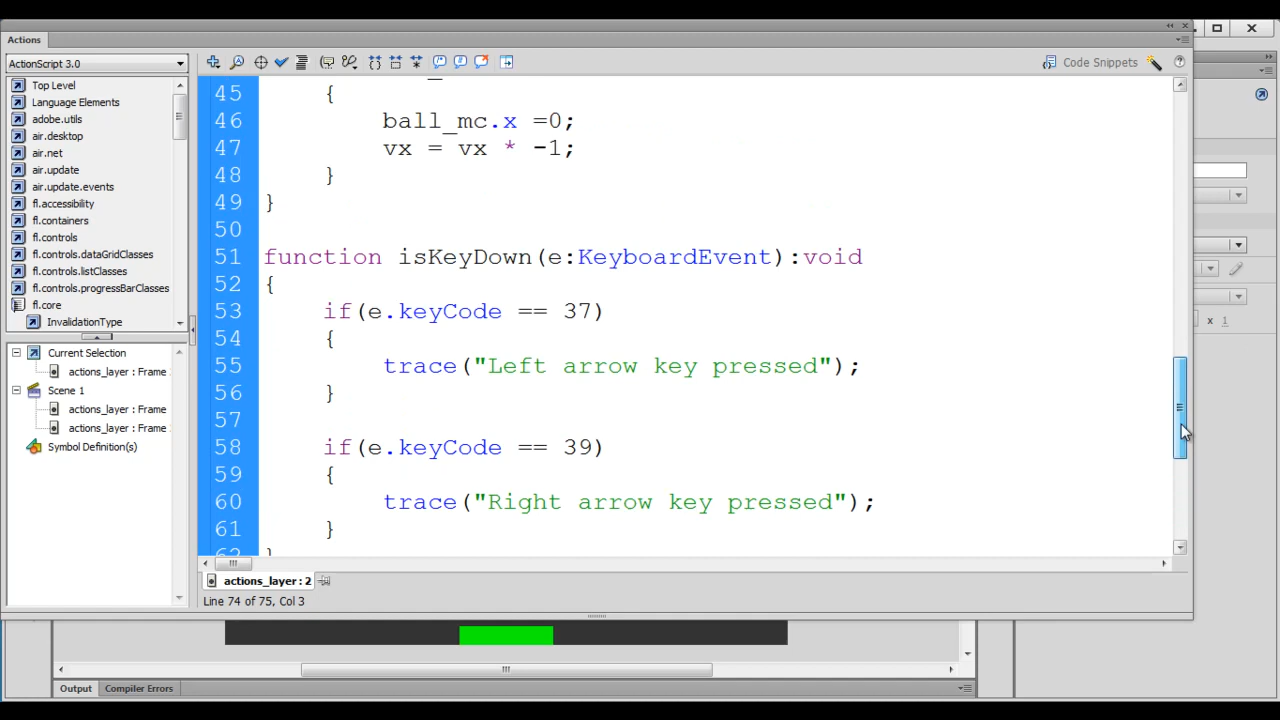 Actions
ActionScript 3.0
Code Snippets
Top Level
Language Elements
adobe.utils
air.desktop
air.net
air.update
air.update.events
fl.accessibility
fl.containers
fl.controls
fl.controls.dataGridClasses
fl.controls.listClasses
fl.controls.progressBarClasses
fl.core
InvalidationType
Current Selection
actions_layer : Frame
Scene 1
actions_layer : Frame
actions_layer : Frame
Symbol Definition(s)
45 {
46 ball_mc.x =0;
47 vx = vx * -1;
48 }
49 }
50
51 function isKeyDown(e:KeyboardEvent):void
52 {
53 if(e.keyCode == 37)
54 {
55 trace("Left arrow key pressed");
56 }
57
58 if(e.keyCode == 39)
59 {
60 trace("Right arrow key pressed");
61 }
62 }
actions_layer : 2
Line 74 of 75, Col 3
x 1
Output
Compiler Errors